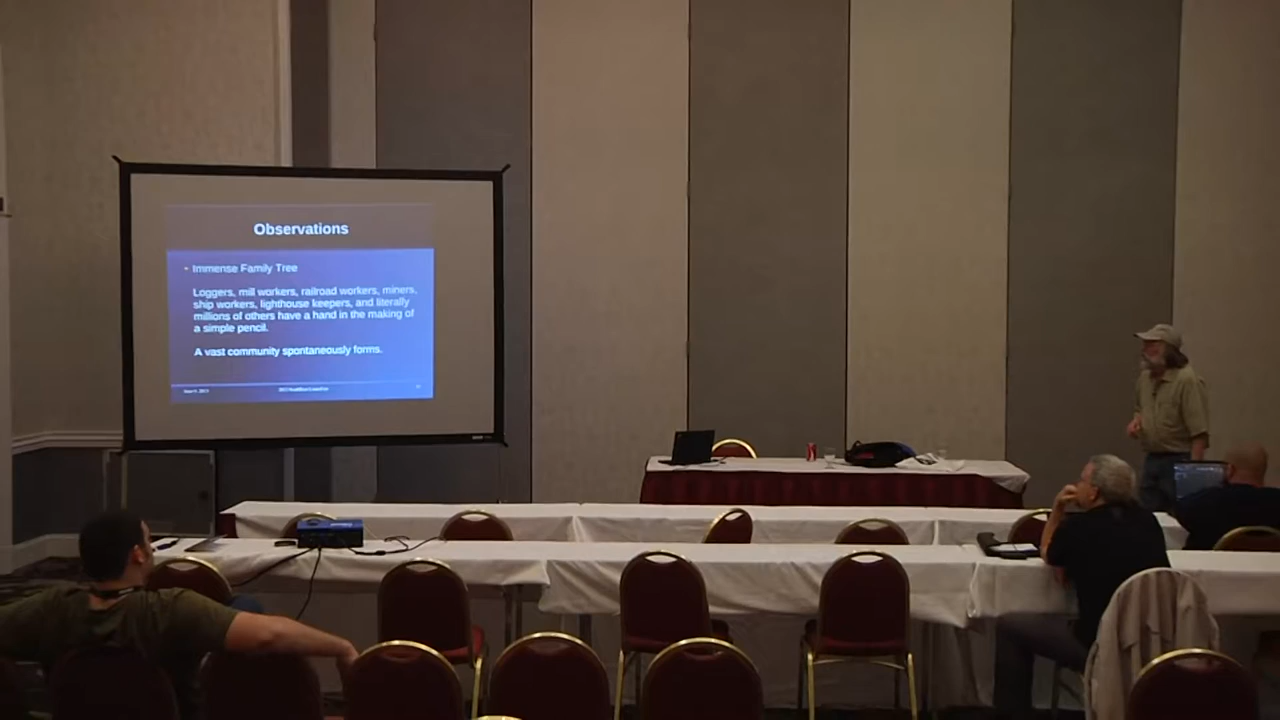 Observations
- Immense Family Tree
Loggers, mill workers, railroad workers, miners,
ship workers, lighthouse keepers, and literally
millions of others have a hand in the making of
a simple pencil.
A vast community spontaneously forms.